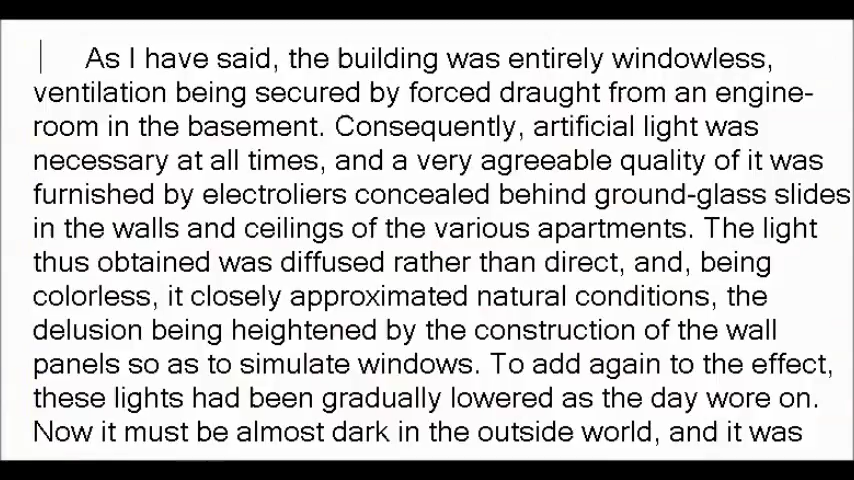 As I have said, the building was entirely windowless,
ventilation being secured by forced draught from an engine-
room in the basement. Consequently, artificial light was
necessary at all times, and a very agreeable quality of it was
furnished by electroliers concealed behind ground-glass slides
in the walls and ceilings of the various apartments. The light
thus obtained was diffused rather than direct, and, being
colorless, it closely approximated natural conditions, the
delusion being heightened by the construction of the wall
panels so as to simulate windows. To add again to the effect,
these lights had been gradually lowered as the day wore on.
Now it must be almost dark in the outside world, and it was